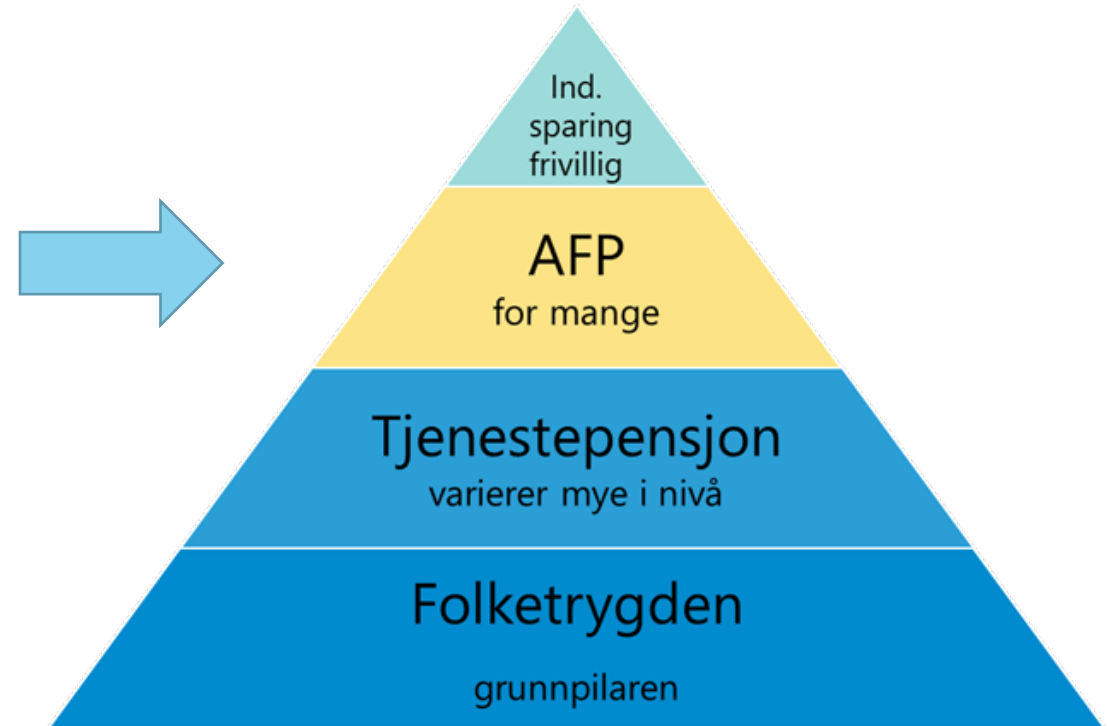 Ind.
sparing
frivillig
AFP
for mange
Tjenestepensjon
varierer mye i nivå
Folketrygden
grunnpilaren